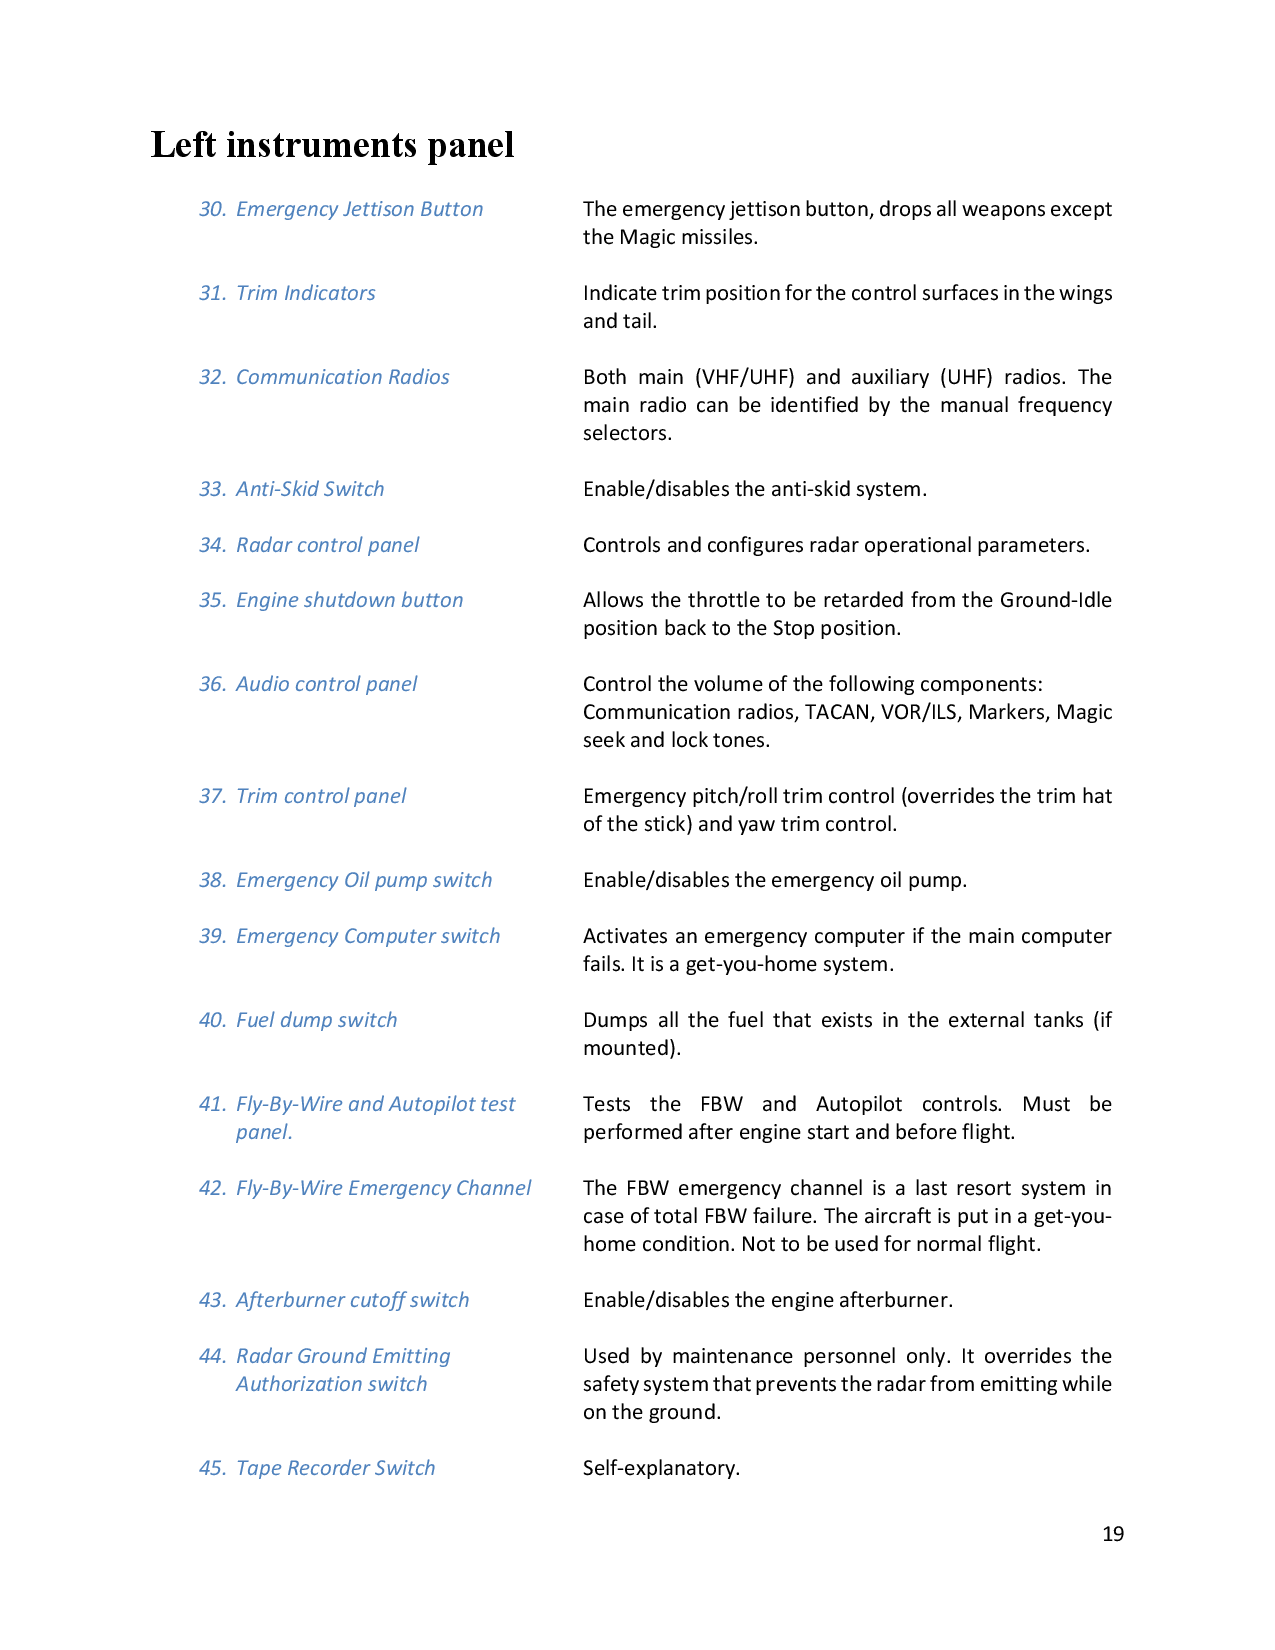 Left instruments panel
30. Emergency Jettison Button
The emergency jettison button, drops all weapons except
the Magic missiles.
31. Trim Indicators
Indicate trim position for the control surfaces in the wings
and tail.
32. Communication Radios
Both main (VHF/UHF) and auxiliary (UHF) radios. The
main radio can be identified by the manual frequency
selectors.
33. Anti-Skid Switch
Enable/disables the anti-skid system.
34. Radar control panel
Controls and configures radar operational parameters.
35. Engine shutdown button
Allows the throttle to be retarded from the Ground-Idle
position back to the Stop position.
36. Audio control panel
Control the volume of the following components:
Communication radios, TACAN, VOR/ILS, Markers, Magic
seek and lock tones.
37. Trim control panel
Emergency pitch/roll trim control (overrides the trim hat
of the stick) and yaw trim control.
38. Emergency Oil pump switch
Enable/disables the emergency oil pump.
39. Emergency Computer switch
Activates an emergency computer if the main computer
fails. It is a get-you-home system.
40. Fuel dump switch
Dumps all the fuel that exists in the external tanks (if
mounted).
41. Fly-By-Wire and Autopilot test
panel.
Tests the FBW and Autopilot controls. Must be
performed after engine start and before flight.
42. Fly-By-Wire Emergency Channel
The FBW emergency channel is a last resort system in
case of total FBW failure. The aircraft is put in a get-you-
home condition. Not to be used for normal flight.
43. Afterburner cutoff switch
Enable/disables the engine afterburner.
44. Radar Ground Emitting
Authorization switch
Used by maintenance personnel only. It overrides the
safety system that prevents the radar from emitting while
on the ground.
45. Tape Recorder Switch
Self-explanatory.
19